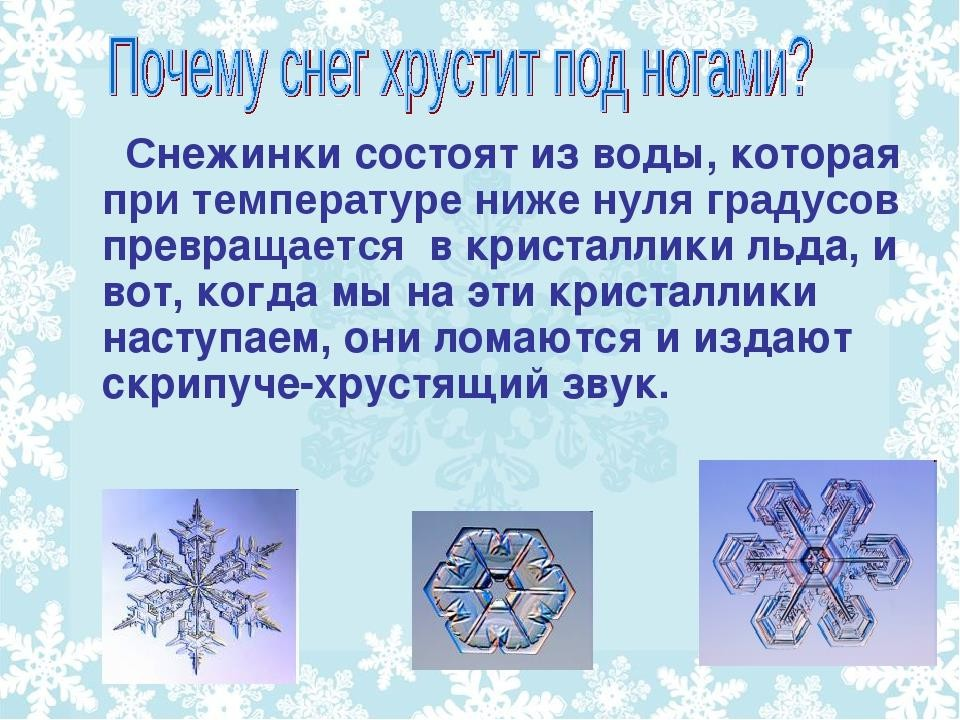 Почему снег хрустит под ногами?
Снежинки состоят из воды, которая
при температуре ниже нуля градусов
превращается в кристаллики льда, и
вот, когда мы на эти кристаллики
наступаем, они ломаются и издают
скрипуче-хрустящий звук.